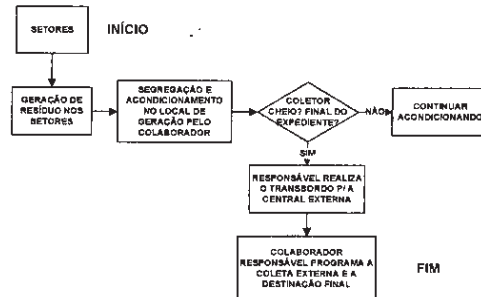 SETORES
INÍCIO
GERAÇÃO DE
RESÍDUO NOS
SETORES
SEGREGAÇÃO E
ACONDICIONAMENTO
NO LOCAL DE
GERAÇÃO PELO
COLABORADOR
COLETOR
CHEIO? FINAL DO
EXPEDIENTE?
NÃO
CONTINUAR
ACONDICIONANDO
SIM
RESPONSÁVEL REALIZA
O TRANSBORDO P/ A
CENTRAL EXTERNA
COLABORADOR
RESPONSÁVEL PROGRAMA A
COLETA EXTERNA E A
DESTINAÇÃO FINAL
FIM